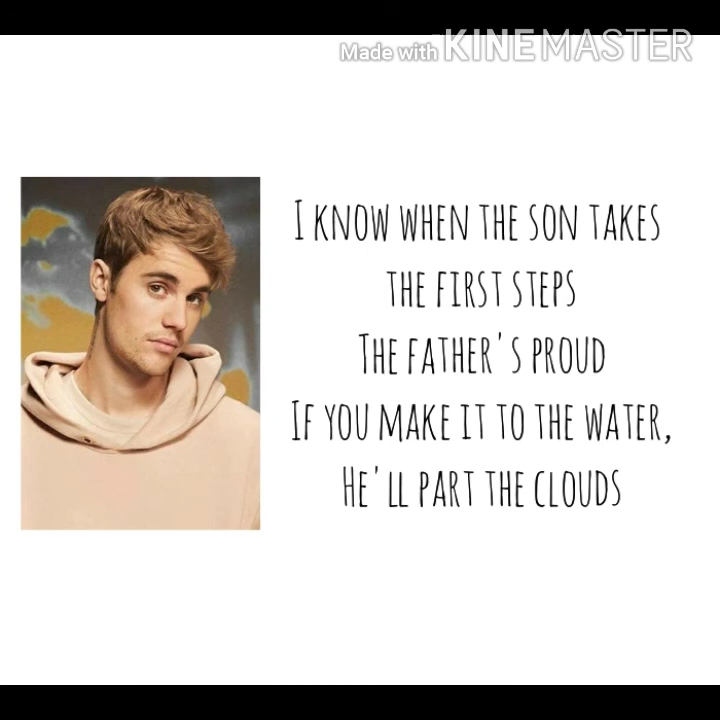 Made with KINEMASTER
I KNOW WHEN THE SON TAKES
THE FIRST STEPS
THE FATHER'S PROUD
IF YOU MAKE IT TO THE WATER,
HE'LL PART THE CLOUDS